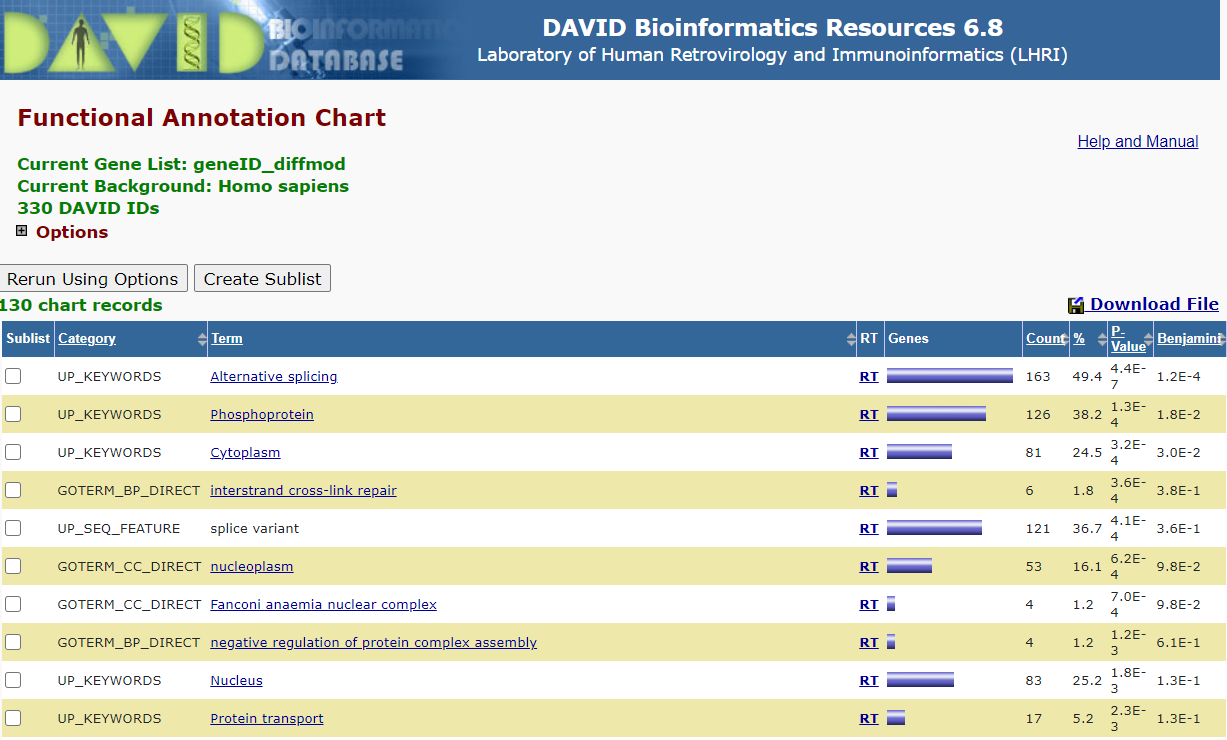 DAVID BIOINFORMATICS
DATABASE
DAVID Bioinformatics Resources 6.8
Laboratory of Human Retrovirology and Immunoinformatics (LHRI)
Functional Annotation Chart
Help and Manual
Current Gene List: geneID_diffmod
Current Background: Homo sapiens
330 DAVID IDs
Options
Rerun Using Options Create Sublist
130 chart records Download File
Sublist Category Term RT Genes Count % P-Value Benjamini
UP_KEYWORDS Alternative splicing RT 163 49.4 4.4E-7 1.2E-4
UP_KEYWORDS Phosphoprotein RT 126 38.2 1.3E-4 1.8E-2
UP_KEYWORDS Cytoplasm RT 81 24.5 3.2E-4 3.0E-2
GOTERM_BP_DIRECT interstrand cross-link repair RT 6 1.8 3.6E-4 3.8E-1
UP_SEQ_FEATURE splice variant RT 121 36.7 4.1E-4 3.6E-1
GOTERM_CC_DIRECT nucleoplasm RT 53 16.1 6.2E-4 9.8E-2
GOTERM_CC_DIRECT Fanconi anaemia nuclear complex RT 4 1.2 7.0E-4 9.8E-2
GOTERM_BP_DIRECT negative regulation of protein complex assembly RT 4 1.2 1.2E-3 6.1E-1
UP_KEYWORDS Nucleus RT 83 25.2 1.8E-3 1.3E-1
UP_KEYWORDS Protein transport RT 17 5.2 2.3E-3 1.3E-1